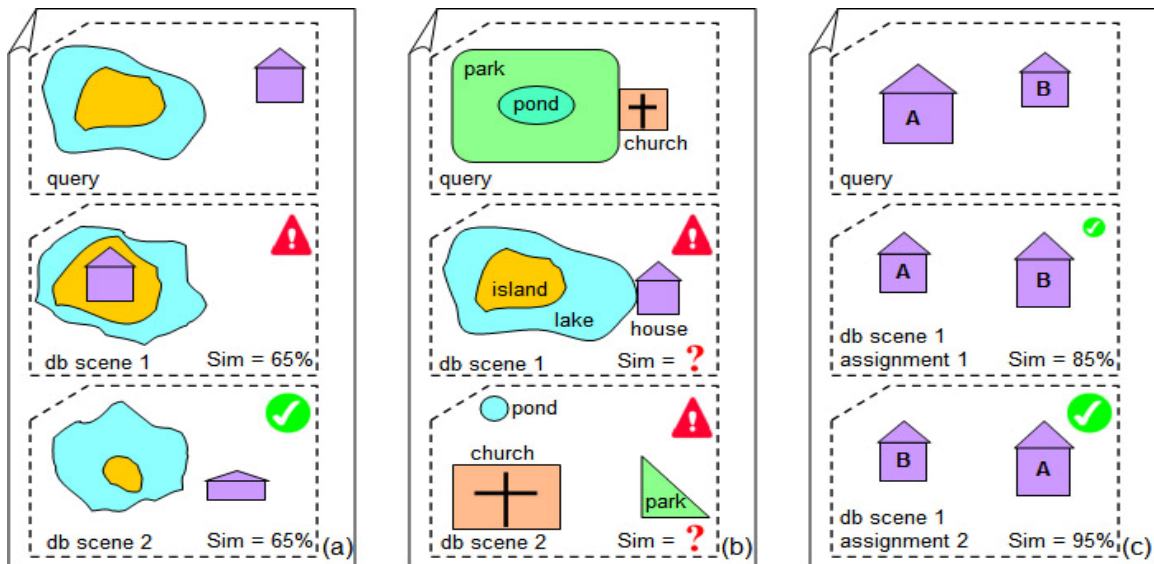 query
db scene 1 Sim = 65%
db scene 2 Sim = 65%
(a)
park
pond
church
query
island
lake
house
db scene 1 Sim = ?
pond
church
park
db scene 2 Sim = ?
(b)
A
B
query
A
B
db scene 1
assignment 1 Sim = 85%
B
A
db scene 1
assignment 2 Sim = 95%
(c)